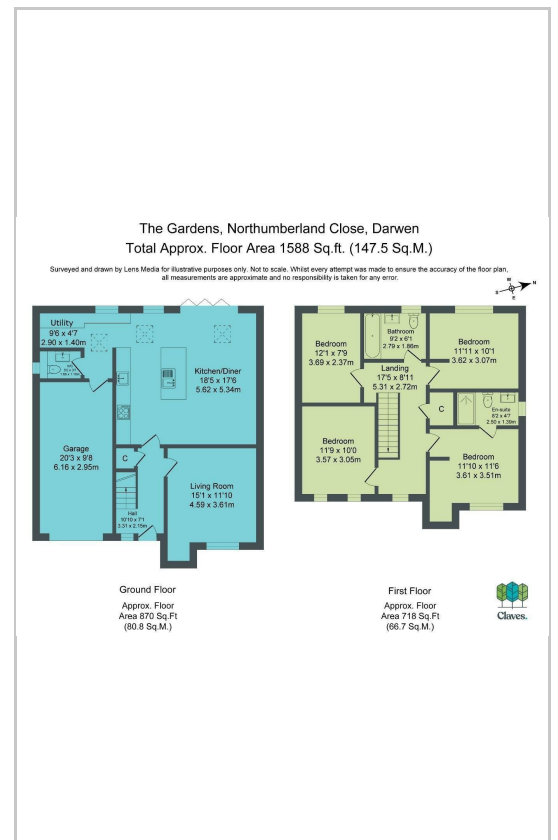 The Gardens, Northumberland Close, Darwen
Total Approx. Floor Area 1588 Sq.ft. (147.5 Sq.M.)
Surveyed and drawn by Lens Media for illustrative purposes only. Not to scale. Whilst every attempt was made to ensure the accuracy of the floor plan,
all measurements are approximate and no responsibility is taken for any error.
W
N
S
E
Utility
9'6 x 4'7
2.90 x 1.40m
Kitchen/Diner
18'5 x 17'6
5.62 x 5.34m
Garage
20'3 x 9'8
6.16 x 2.95m
C
Living Room
15'1 x 11'10
4.59 x 3.61m
Hall
10'10 x 7'1
3.31 x 2.15m
Ground Floor
Approx. Floor
Area 870 Sq.Ft
(80.8 Sq.M.)
Bedroom
12'1 x 7'9
3.69 x 2.37m
Bathroom
9'2 x 6'1
2.79 x 1.86m
Bedroom
11'11 x 10'1
3.62 x 3.07m
Landing
17'5 x 8'11
5.31 x 2.72m
C
En-suite
8'2 x 4'7
2.50 x 1.39m
Bedroom
11'9 x 10'0
3.57 x 3.05m
Bedroom
11'10 x 11'6
3.61 x 3.51m
First Floor
Approx. Floor
Area 718 Sq.Ft
(66.7 Sq.M.)
Claves.